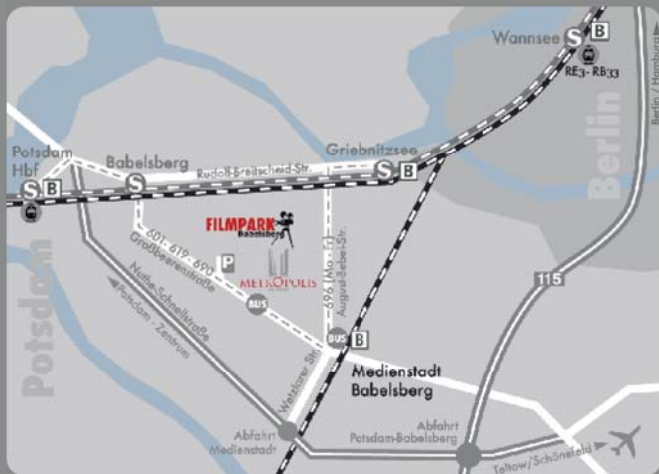 Wannsee
S
B
RE3 - RB33
Berlin / Hamburg
Berlin
Potsdam
Hbf
S
B
Babelsberg
S
Rudolf-Breitscheid-Str.
Griebnitzsee
S
B
FILMPARK
Babelsberg
601 - 619 - 690
Großbeerenstraße
P
METROPOLIS
BUS
696 (Mo - Fr)
August-Bebel-Str.
115
Potsdam
Nuthe-Schnellstraße
Potsdam - Zentrum
BUS
B
Wetzlarer Str.
Medienstadt
Babelsberg
Abfahrt
Medienstadt
Abfahrt
Potsdam-Babelsberg
Teltow/Schönefeld